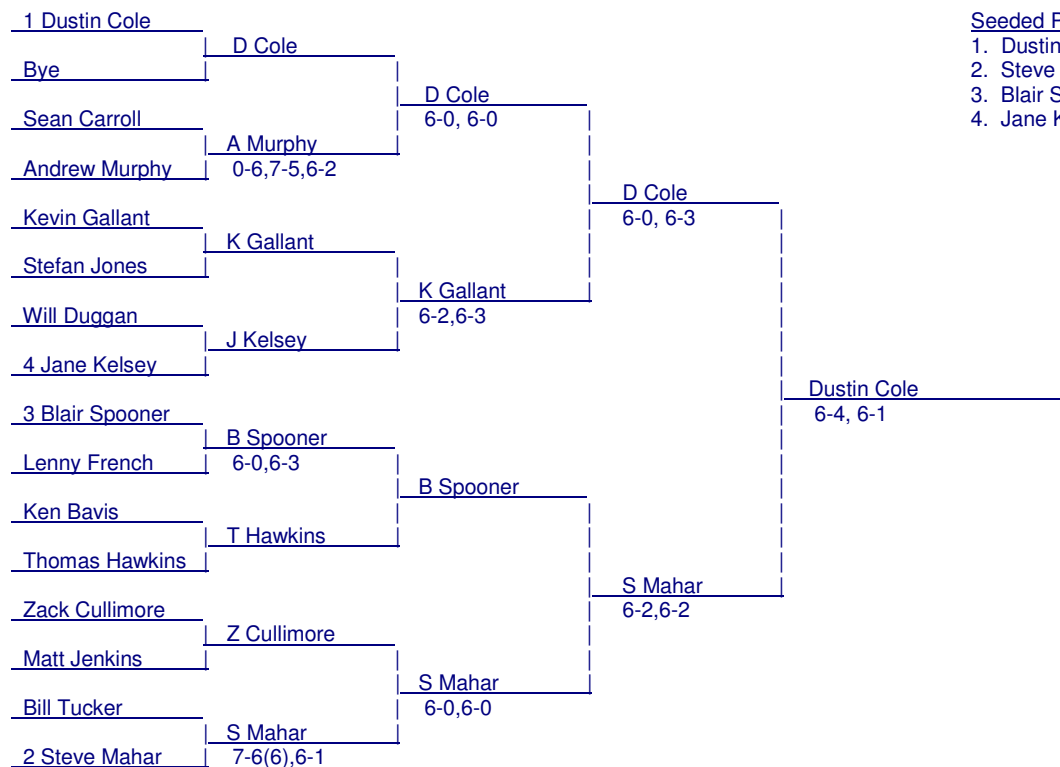 1 Dustin Cole
D Cole
Bye
D Cole
6-0, 6-0
Sean Carroll
A Murphy
Andrew Murphy
0-6,7-5,6-2
D Cole
6-0, 6-3
Kevin Gallant
K Gallant
Stefan Jones
K Gallant
6-2,6-3
Will Duggan
J Kelsey
4 Jane Kelsey
Dustin Cole
6-4, 6-1
3 Blair Spooner
B Spooner
Lenny French
6-0,6-3
B Spooner
Ken Bavis
T Hawkins
Thomas Hawkins
S Mahar
6-2,6-2
Zack Cullimore
Z Cullimore
Matt Jenkins
S Mahar
6-0,6-0
Bill Tucker
S Mahar
2 Steve Mahar
7-6(6),6-1
Seeded
1. Dustin
2. Steve
3. Blair
4. Jane